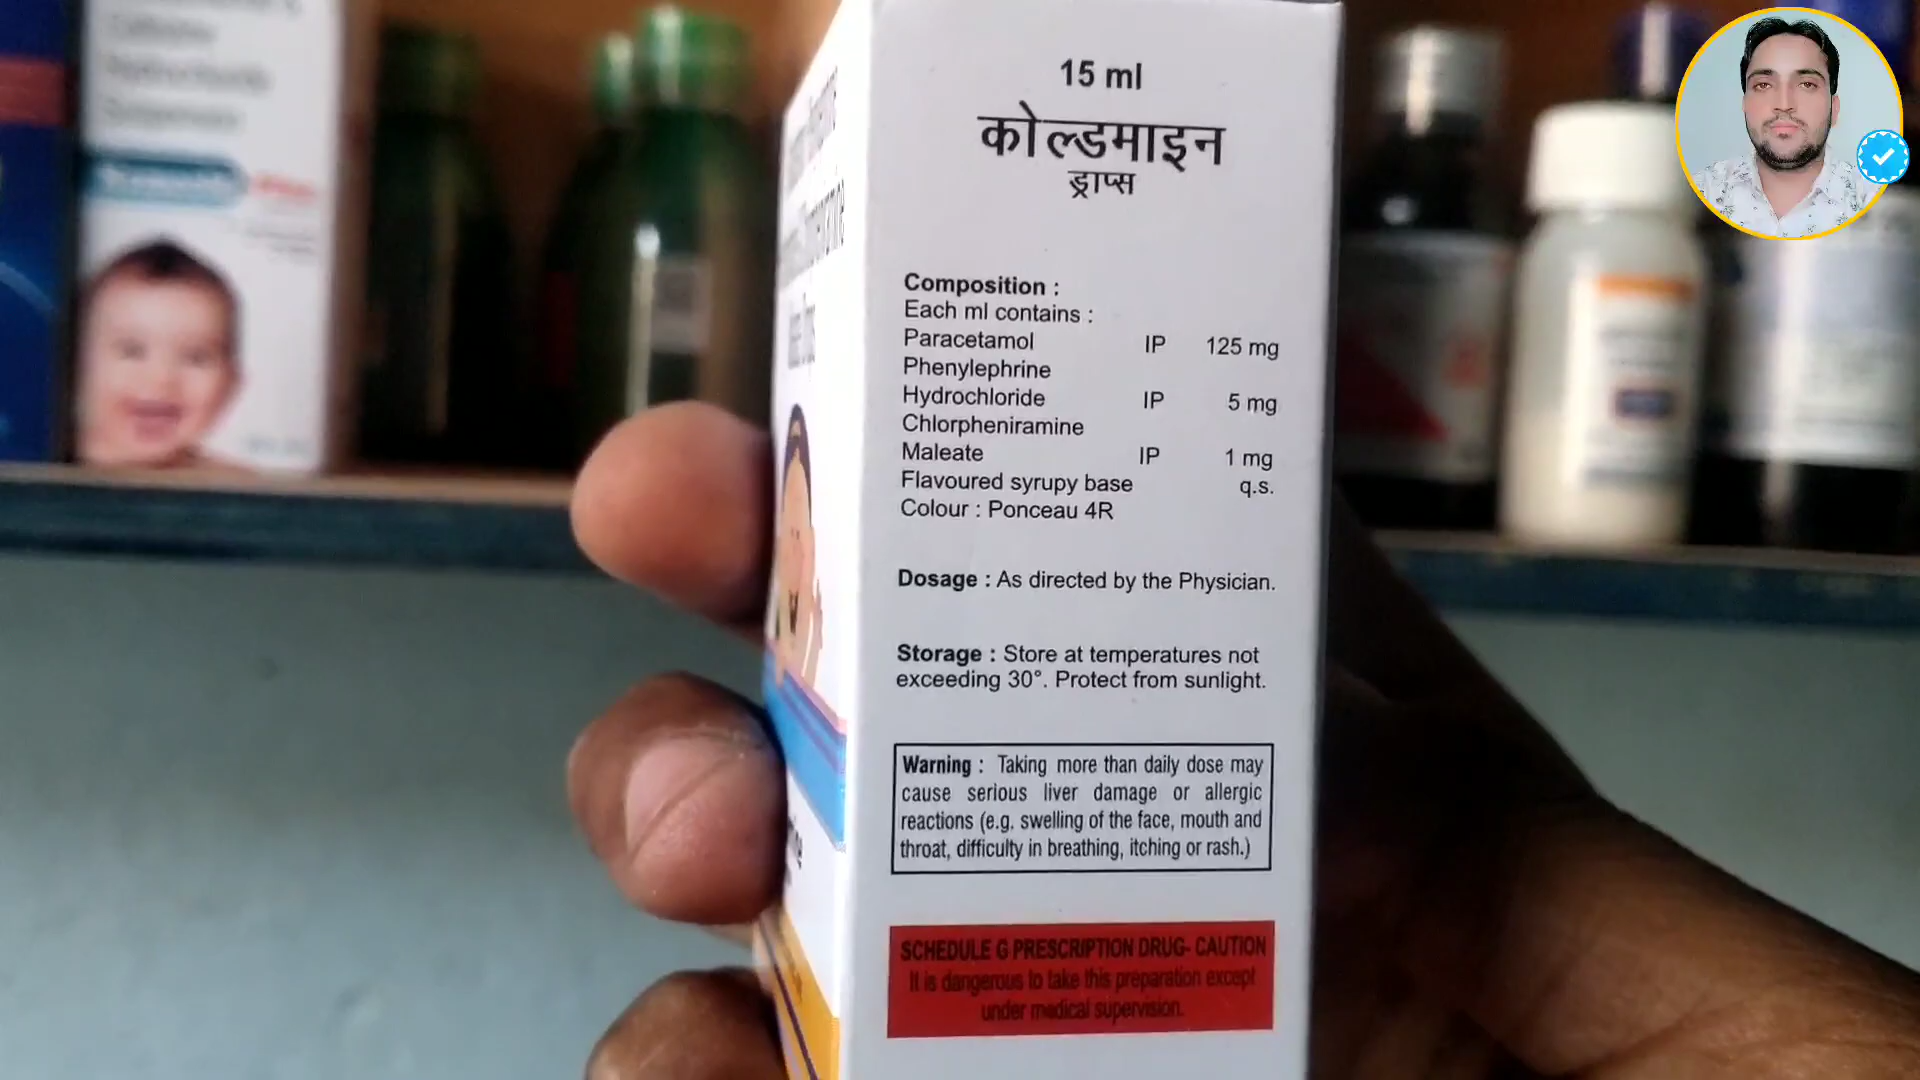 15 ml
कोल्डमाइन
ड्राप्स
Composition :
Each ml contains :
Paracetamol IP 125 mg
Phenylephrine
Hydrochloride IP 5 mg
Chlorpheniramine
Maleate IP 1 mg
Flavoured syrupy base q.s.
Colour : Ponceau 4R
Dosage : As directed by the Physician.
Storage : Store at temperatures not
exceeding 30°. Protect from sunlight.
Warning : Taking more than daily dose may
cause serious liver damage or allergic
reactions (e.g. swelling of the face, mouth and
throat, difficulty in breathing, itching or rash.)
SCHEDULE G PRESCRIPTION DRUG- CAUTION
It is dangerous to take this preparation except
under medical supervision.